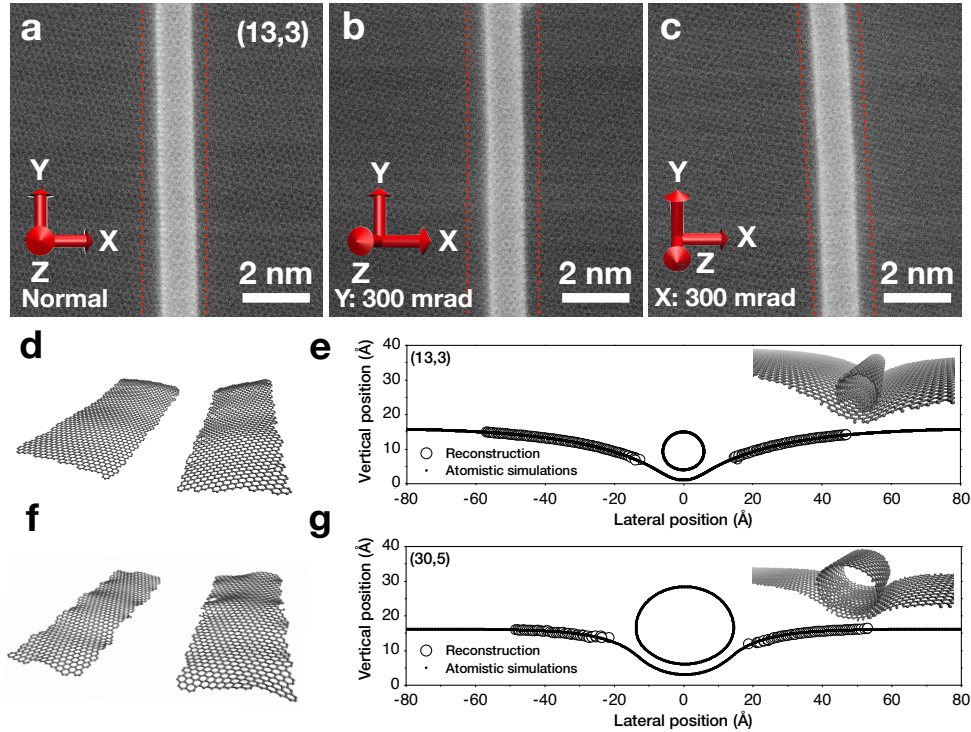 a
(13,3)
Y
X
Z
Normal
2 nm
b
Y
X
Z
Y: 300 mrad
2 nm
c
Y
X
Z
X: 300 mrad
2 nm
d
e
(13,3)
Vertical position (Å)
40
30
20
10
0
Reconstruction
Atomistic simulations
-80 -60 -40 -20 0 20 40 60 80
Lateral position (Å)
f
g
(30,5)
Vertical position (Å)
40
30
20
10
0
Reconstruction
Atomistic simulations
-80 -60 -40 -20 0 20 40 60 80
Lateral position (Å)